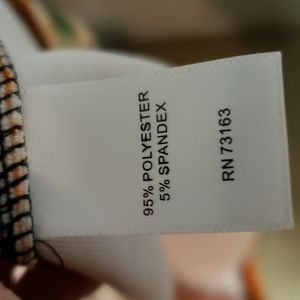 95% POLYESTER
5% SPANDEX
RN 73163